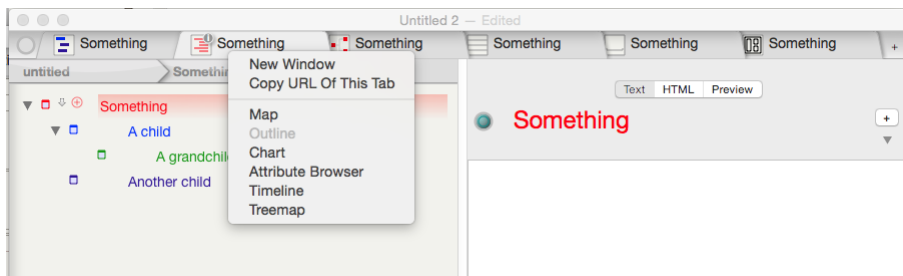 Untitled 2 — Edited
Something Something Something Something Something Something +
untitled Somethin
New Window
Copy URL Of This Tab
Map
Outline
Chart
Attribute Browser
Timeline
Treemap
Something
A child
A grandchil
Another child
Text HTML Preview
Something
+